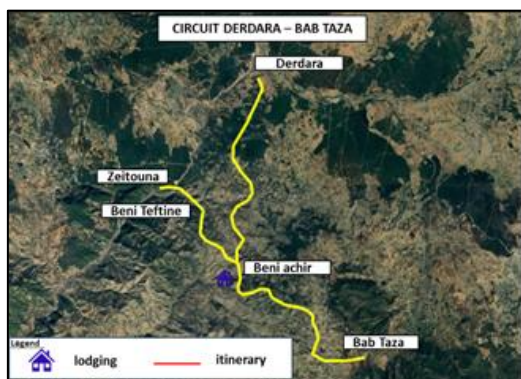 CIRCUIT DERDARA – BAB TAZA
Derdara
Zeitouna
Beni Teftine
Beni achir
Bab Taza
Legend
lodging
itinerary